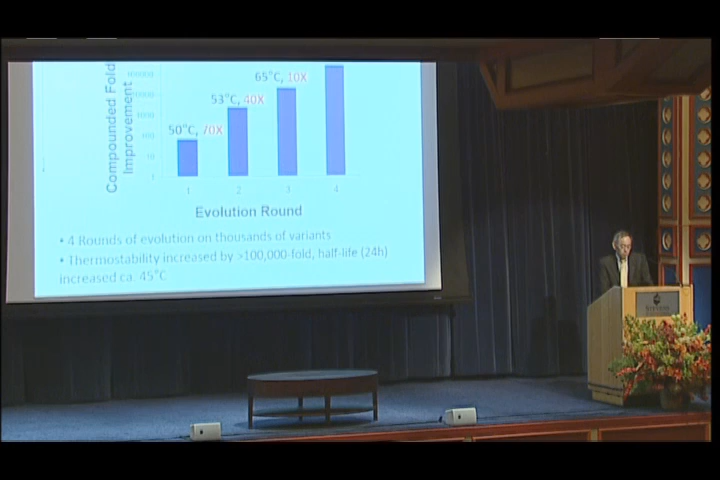 65°C, 10X
53°C, 40X
50°C, 70X
Compounded Fold
Improvement
1 2 3 4
Evolution Round
• 4 Rounds of evolution on thousands of variants
• Thermostability increased by >100,000-fold, half-life (24h)
increased ca. 45°C
STEVENS